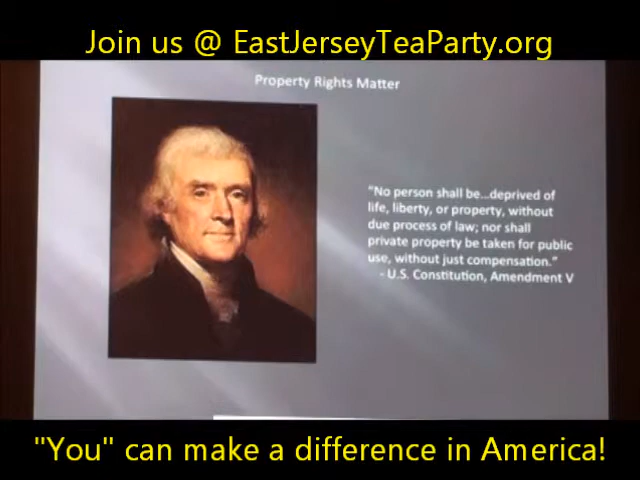 Join us @ EastJerseyTeaParty.org
Property Rights Matter
"No person shall be...deprived of
life, liberty, or property, without
due process of law; nor shall
private property be taken for public
use, without just compensation."
- U.S. Constitution, Amendment V
"You" can make a difference in America!